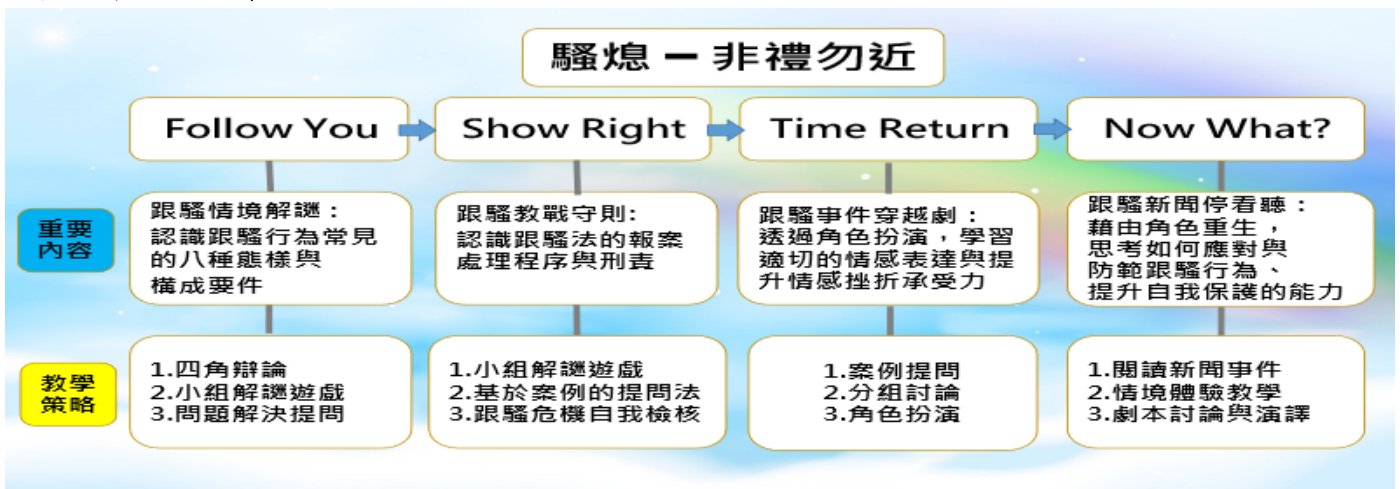 騷熄－非禮勿近
Follow You
Show Right
Time Return
Now What?
重要
內容
跟騷情境解謎：
認識跟騷行為常見
的八種態樣與
構成要件
跟騷教戰守則:
認識跟騷法的報案
處理程序與刑責
跟騷事件穿越劇：
透過角色扮演，學習
適切的情感表達與提
升情感挫折承受力
跟騷新聞停看聽：
藉由角色重生，
思考如何應對與
防範跟騷行為、
提升自我保護的能力
教學
策略
1.四角辯論
2.小組解謎遊戲
3.問題解決提問
1.小組解謎遊戲
2.基於案例的提問法
3.跟騷危機自我檢核
1.案例提問
2.分組討論
3.角色扮演
1.閱讀新聞事件
2.情境體驗教學
3.劇本討論與演譯